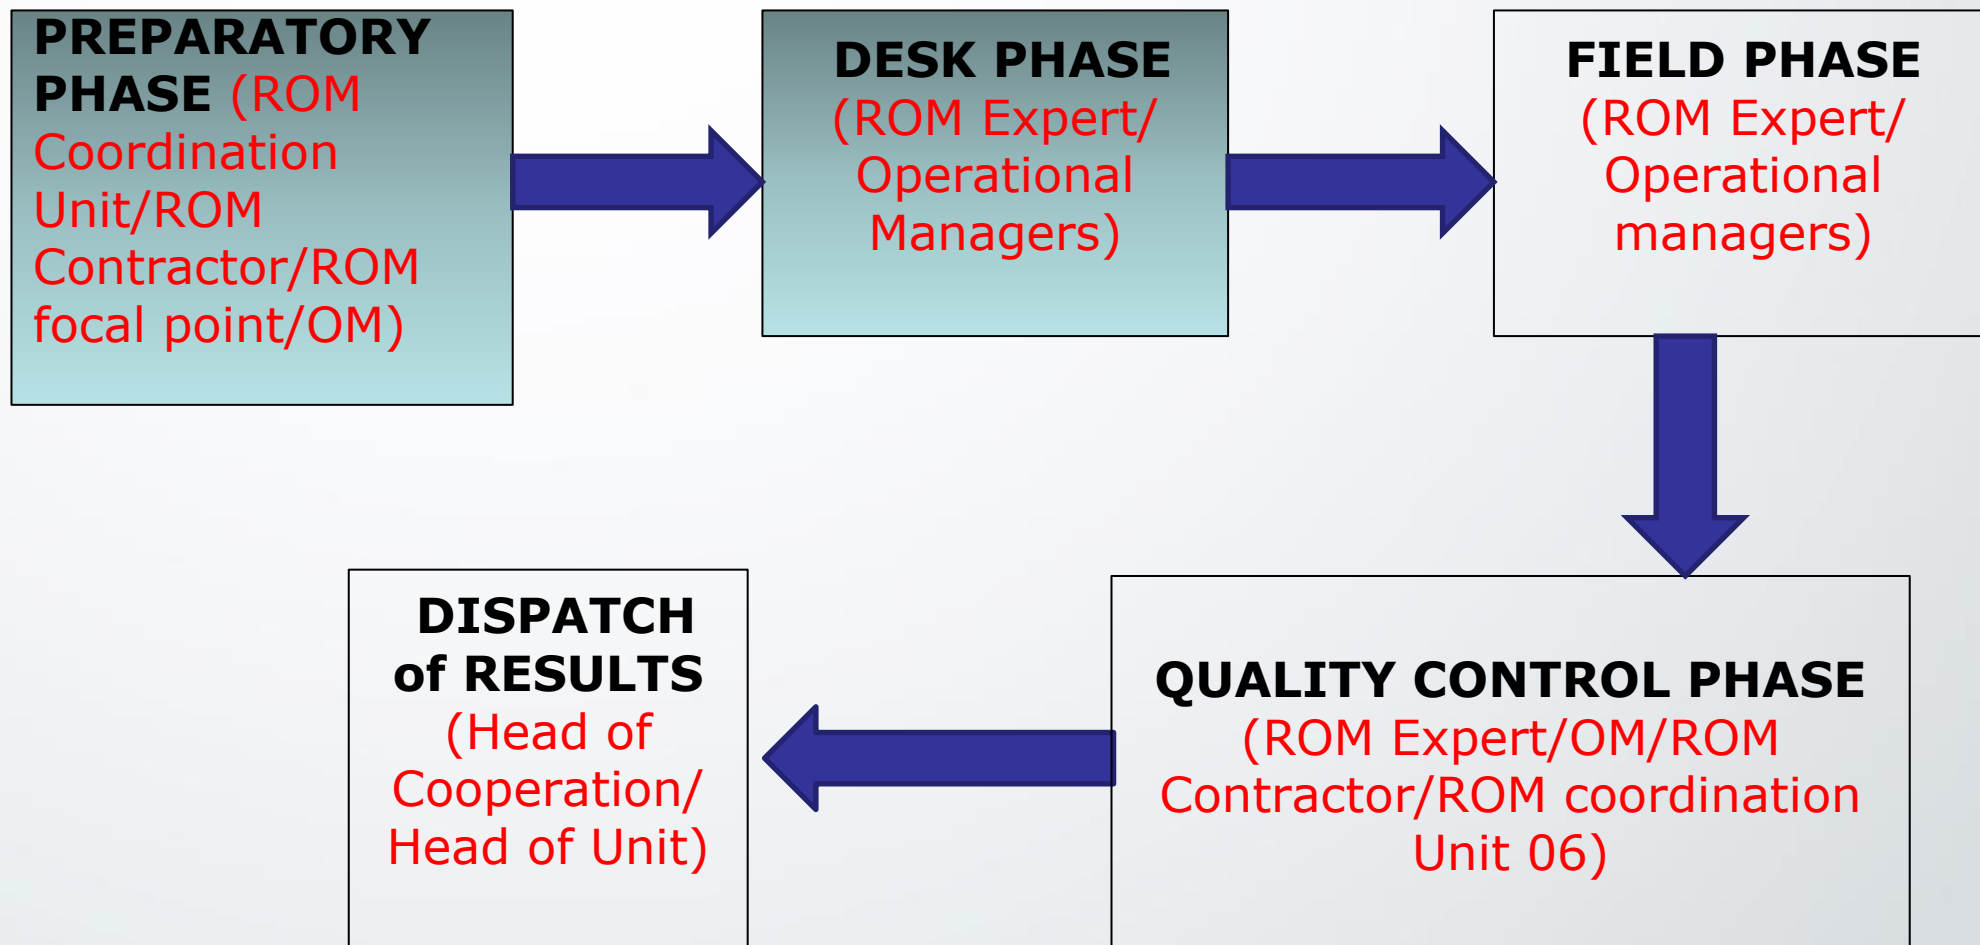 PREPARATORY
PHASE (ROM
Coordination
Unit/ROM
Contractor/ROM
focal point/OM)
DESK PHASE
(ROM Expert/
Operational
Managers)
FIELD PHASE
(ROM Expert/
Operational
managers)
DISPATCH
of RESULTS
(Head of
Cooperation/
Head of Unit)
QUALITY CONTROL PHASE
(ROM Expert/OM/ROM
Contractor/ROM coordination
Unit 06)